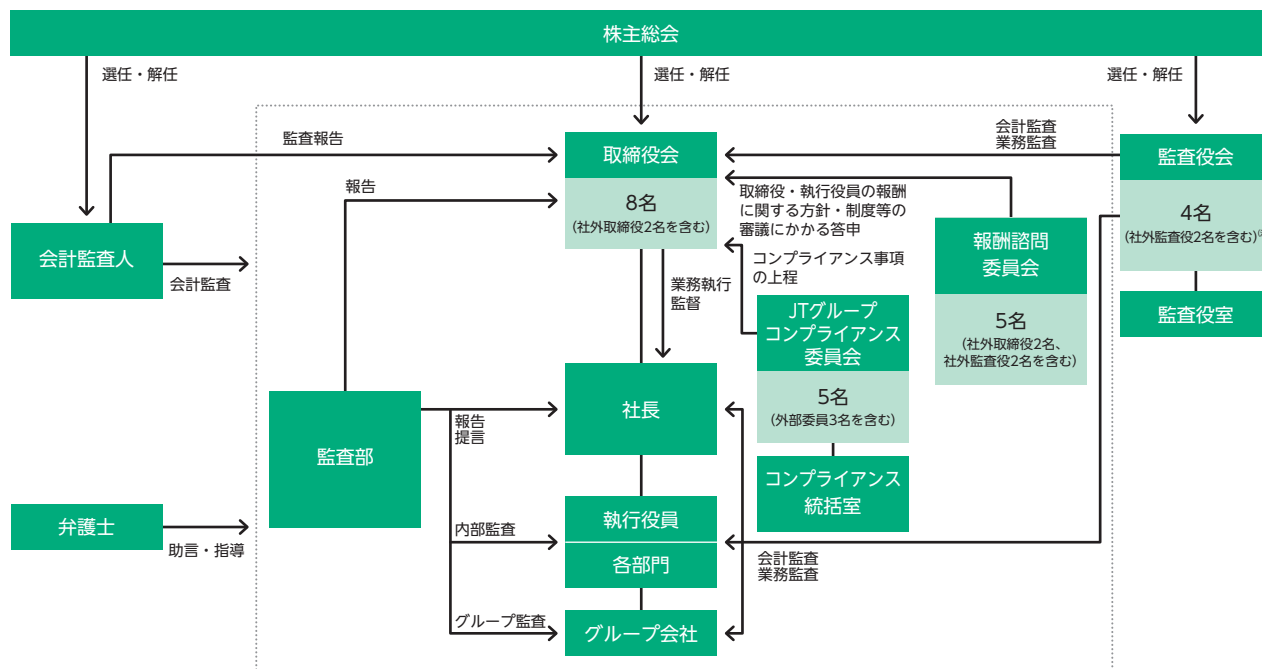 株主総会
選任・解任
選任・解任
選任・解任
監査報告
取締役会
8名
(社外取締役2名を含む)
会計監査
業務監査
監査役会
4名
(社外監査役2名を含む)
監査役室
報告
取締役・執行役員の報酬
に関する方針・制度等の
審議にかかる答申
報酬諮問
委員会
5名
(社外取締役2名、
社外監査役2名を含む)
会計監査人
会計監査
業務執行
監督
コンプライアンス事項
の上程
JTグループ
コンプライアンス
委員会
5名
(外部委員3名を含む)
コンプライアンス
統括室
監査部
報告
提言
社長
弁護士
助言・指導
内部監査
執行役員
各部門
会計監査
業務監査
グループ監査
グループ会社